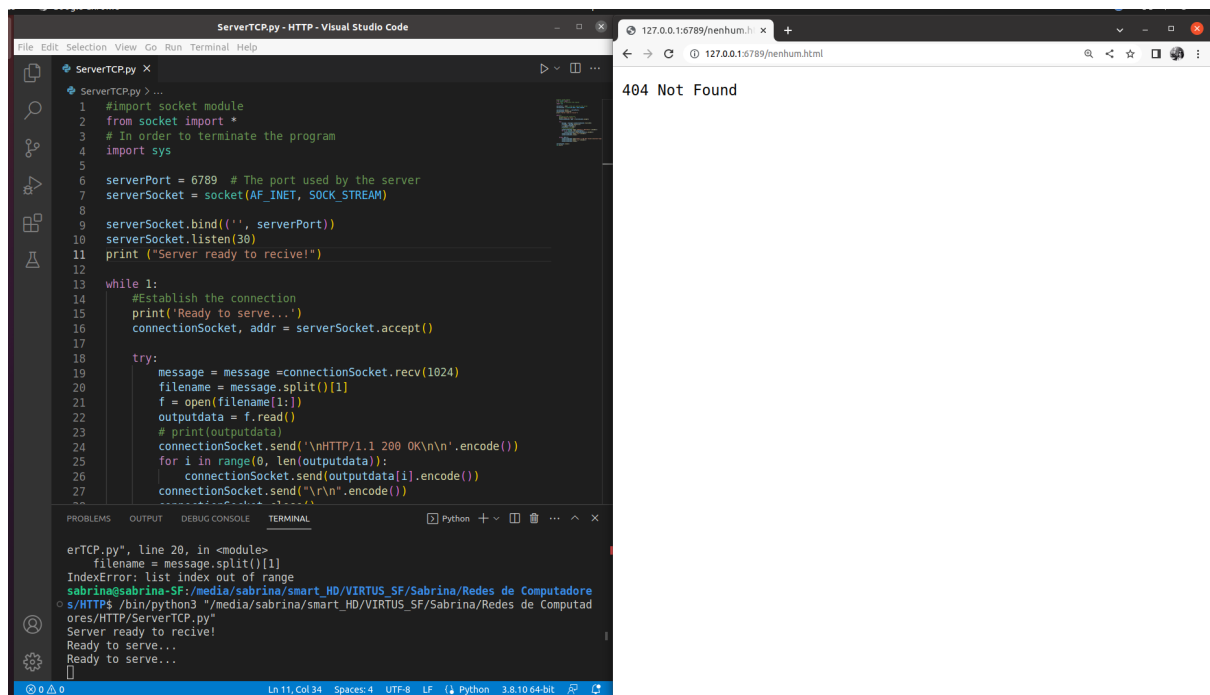 ServerTCP.py - HTTP - Visual Studio Code
File Edit Selection View Go Run Terminal Help
ServerTCP.py
ServerTCP.py > ...
1 #import socket module
2 from socket import *
3 # In order to terminate the program
4 import sys
5
6 serverPort = 6789 # The port used by the server
7 serverSocket = socket(AF_INET, SOCK_STREAM)
8
9 serverSocket.bind(('', serverPort))
10 serverSocket.listen(30)
11 print ("Server ready to recive!")
12
13 while 1:
14 #Establish the connection
15 print('Ready to serve...')
16 connectionSocket, addr = serverSocket.accept()
17
18 try:
19 message = message =connectionSocket.recv(1024)
20 filename = message.split()[1]
21 f = open(filename[1:])
22 outputdata = f.read()
23 # print(outputdata)
24 connectionSocket.send('\nHTTP/1.1 200 OK\n\n'.encode())
25 for i in range(0, len(outputdata)):
26 connectionSocket.send(outputdata[i].encode())
27 connectionSocket.send("\r\n".encode())
PROBLEMS OUTPUT DEBUG CONSOLE TERMINAL Python
erTCP.py", line 20, in <module>
filename = message.split()[1]
IndexError: list index out of range
sabrina@sabrina-SF:/media/sabrina/smart_HD/VIRTUS_SF/Sabrina/Redes de Computadore
s/HTTP$ /bin/python3 "/media/sabrina/smart_HD/VIRTUS_SF/Sabrina/Redes de Computad
ores/HTTP/ServerTCP.py"
Server ready to recive!
Ready to serve...
Ready to serve...
0 0 Ln 11, Col 34 Spaces: 4 UTF-8 LF Python 3.8.10 64-bit
127.0.0.1:6789/nenhum.h
127.0.0.1:6789/nenhum.html
404 Not Found